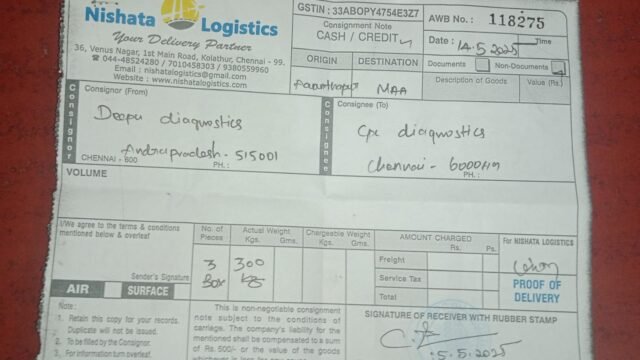 Nishata Logistics
Your Delivery Partner
36, Venus Nagar, 1st Main Road, Kolathur, Chennai - 99.
☎ 044-48524280 / 7010458303 / 9380559960
Email : nishatalogistics@gmail.com
Website : www.nishatalogistics.com
GSTIN : 33ABOPY4754E3Z7
Consignment Note
CASH / CREDIT
AWB No. : 118275
Date : 14.5.2025 Time
ORIGIN DESTINATION
MAA
Documents Non-Documents
Description of Goods Value (Rs.)
Consignor
Consignor (From)
Deepu diagnostics
Andrapradesh - 515001
CHENNAI - 600 PH. :
Consignee
Consignee (To)
Cpc diagnostics
Chennai -
PH. :
VOLUME
I/We agree to the terms & conditions
mentioned below & overleaf
Sender's Signature
AIR SURFACE
No. of Pieces
3
Box
Actual Weight
Kgs. Gms.
300
Chargeable Weight
Kgs. Gms.
AMOUNT CHARGED
Rs. Ps.
Freight
Service Tax
Total
For NISHATA LOGISTICS
PROOF OF
DELIVERY
Note :
1. Retain this copy for your records.
Duplicate will not be issued.
2. To be filled by the Consignor.
3. For information turn overleaf.
This is non-negotiable consignment
note subject to the conditions of
carriage. The company's liability for the
mentioned shall be compensated to a sum
of Rs. 500/- or the value of the goods
SIGNATURE OF RECEIVER WITH RUBBER STAMP
15.5.2025